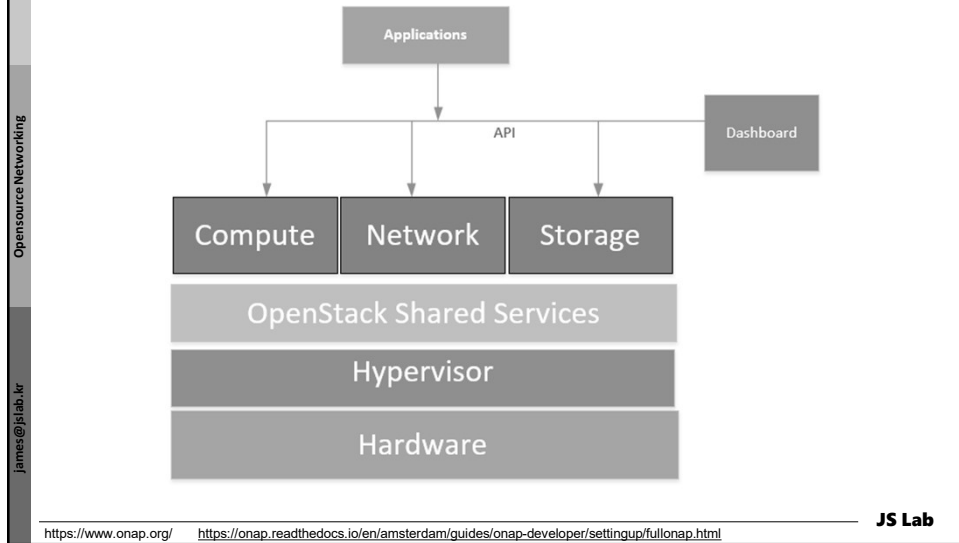 Applications
API
Dashboard
Compute
Network
Storage
OpenStack Shared Services
Hypervisor
Hardware
Opensource Networking
james@jslab.kr
JS Lab
https://www.onap.org/ https://onap.readthedocs.io/en/amsterdam/guides/onap-developer/settingup/fullonap.html